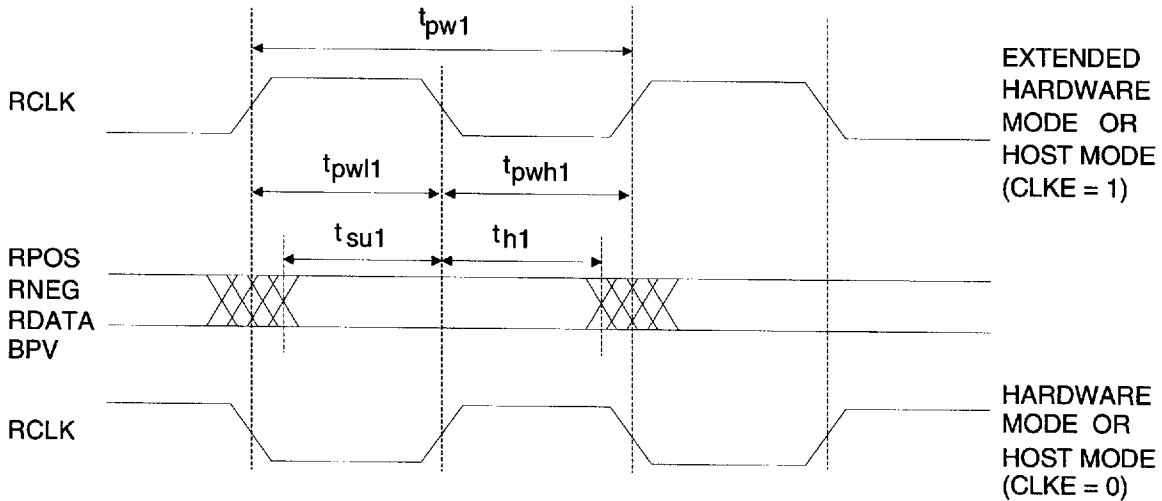 tpw1
RCLK
EXTENDED
HARDWARE
MODE OR
HOST MODE
(CLKE = 1)
tpwl1
tpwh1
tsu1
th1
RPOS
RNEG
RDATA
BPV
RCLK
HARDWARE
MODE OR
HOST MODE
(CLKE = 0)